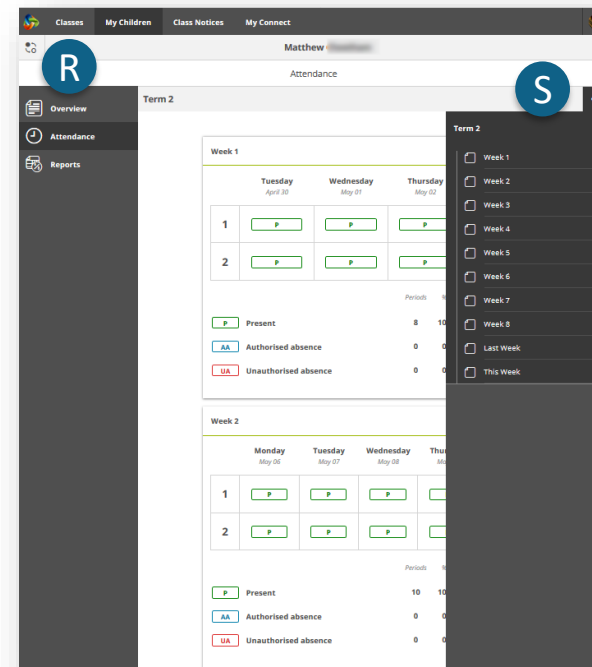 Classes My Children Class Notices My Connect
Matthew
Attendance
R
S
Overview
Attendance
Reports
Term 2
Week 1
Tuesday Wednesday Thursday
April 30 May 01 May 02
1 P P P
2 P P P
Periods %
P Present 8 10
AA Authorised absence 0 0
UA Unauthorised absence 0 0
Week 2
Monday Tuesday Wednesday Thu
May 06 May 07 May 08 Ma
1 P P P
2 P P P
Periods %
P Present 10 10
AA Authorised absence 0 0
UA Unauthorised absence 0 0
Term 2
Week 1
Week 2
Week 3
Week 4
Week 5
Week 6
Week 7
Week 8
Last Week
This Week